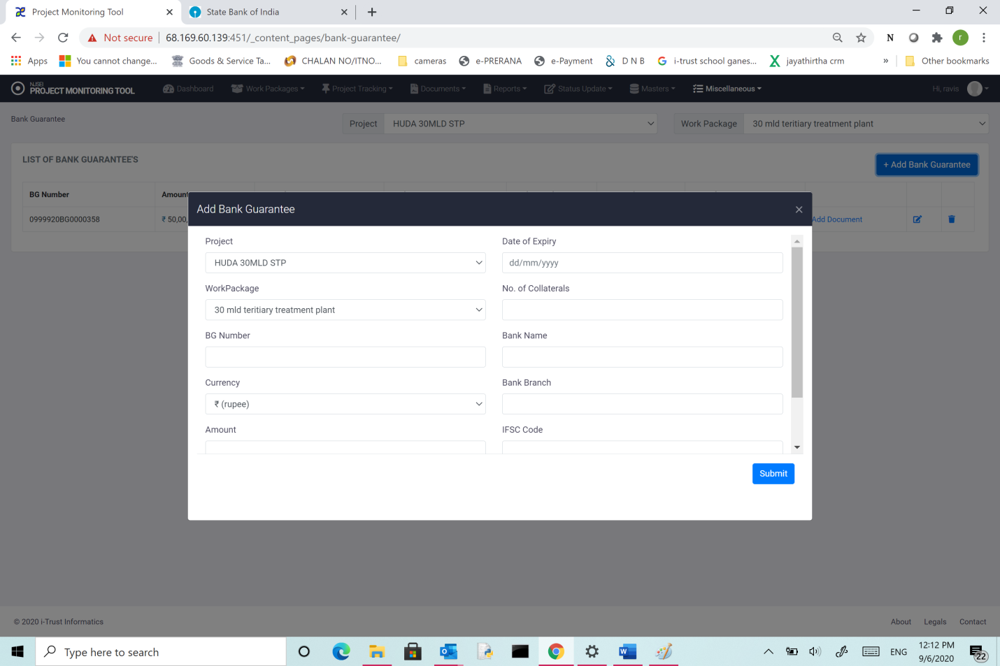 Project Monitoring Tool
State Bank of India
Not secure
68.169.60.139:451/_content_pages/bank-guarantee/
N
r
Apps
You cannot change...
Goods & Service Ta...
CHALAN NO/ITNO...
cameras
e-PRERANA
e-Payment
D N B
i-trust school ganes...
jayathirtha crm
»
Other bookmarks
NJSEI
PROJECT MONITORING TOOL
Dashboard
Work Packages
Project Tracking
Documents
Reports
Status Update
Masters
Miscellaneous
Hi, ravis
Bank Guarantee
Project
HUDA 30MLD STP
Work Package
30 mld teritiary treatment plant
LIST OF BANK GUARANTEE'S
+ Add Bank Guarantee
BG Number
Amoun
0999920BG0000358
₹ 50,00,
Add Document
Add Bank Guarantee
×
Project
Date of Expiry
HUDA 30MLD STP
dd/mm/yyyy
WorkPackage
No. of Collaterals
30 mld teritiary treatment plant
BG Number
Bank Name
Currency
Bank Branch
₹ (rupee)
Amount
IFSC Code
Submit
© 2020 i-Trust Informatics
About
Legals
Contact
Type here to search
ENG
12:12 PM
9/6/2020
22